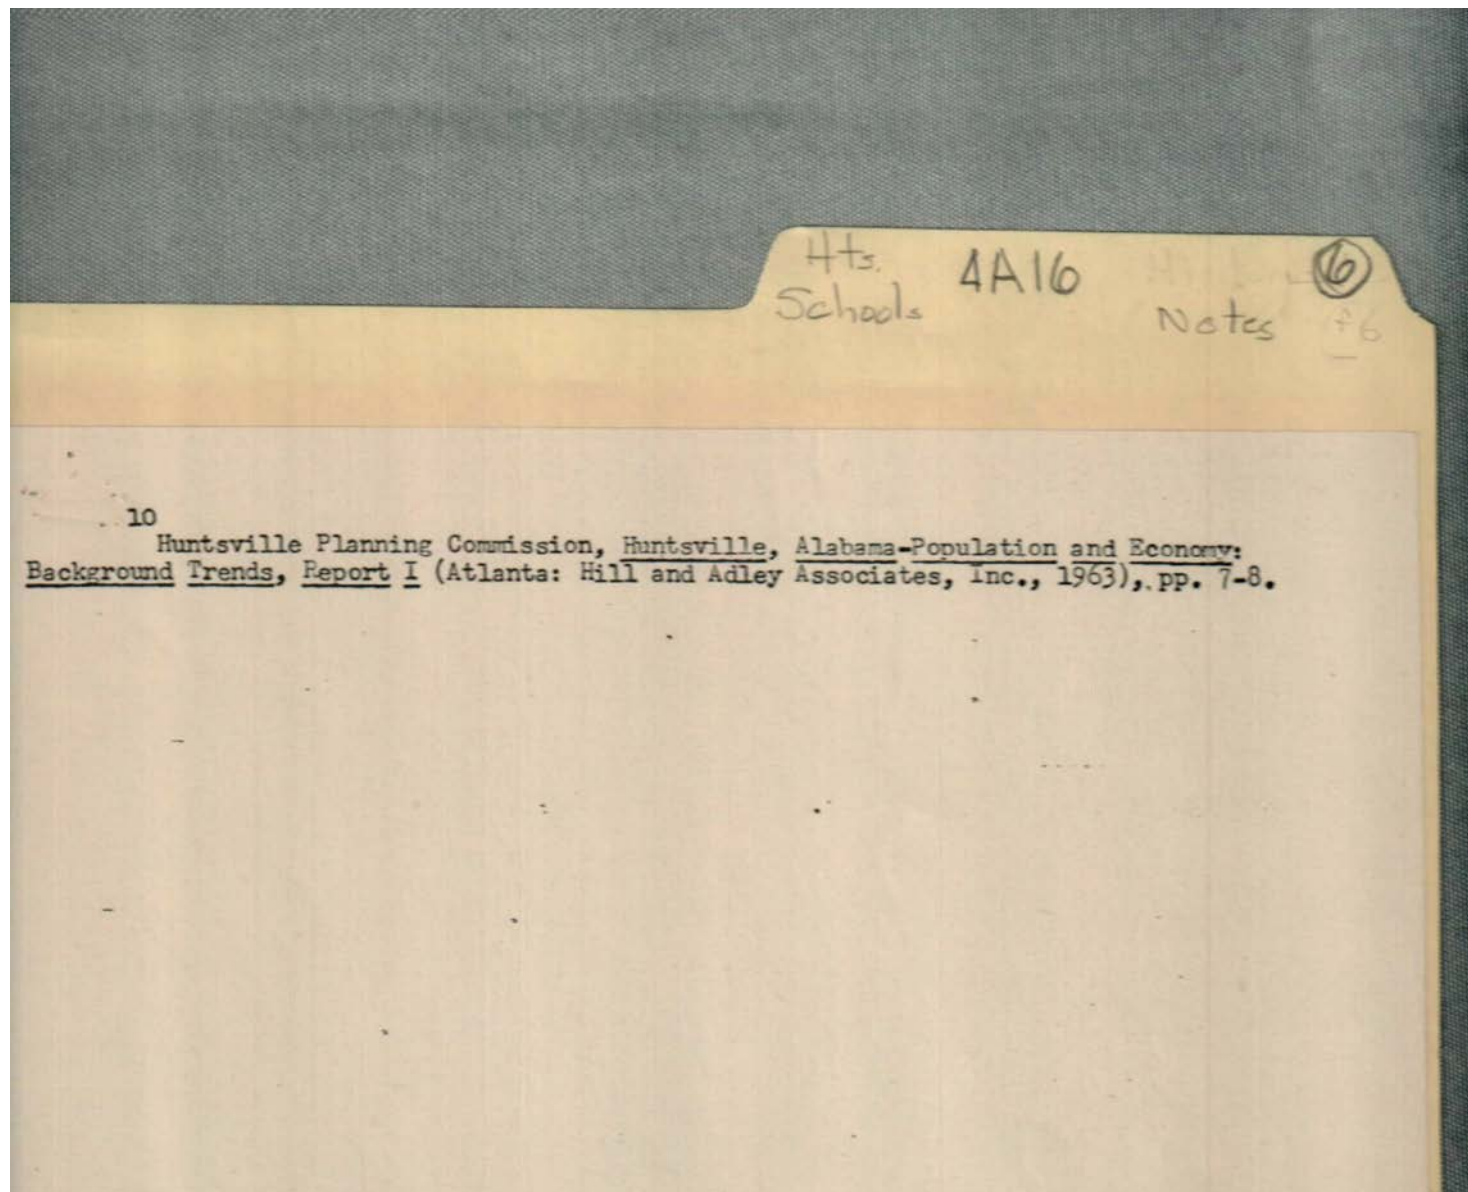 Hts. 4A16 6
Schools Notes
10
Huntsville Planning Commission, Huntsville, Alabama-Population and Economy:
Background Trends, Report I (Atlanta: Hill and Adley Associates, Inc., 1963), pp. 7-8.